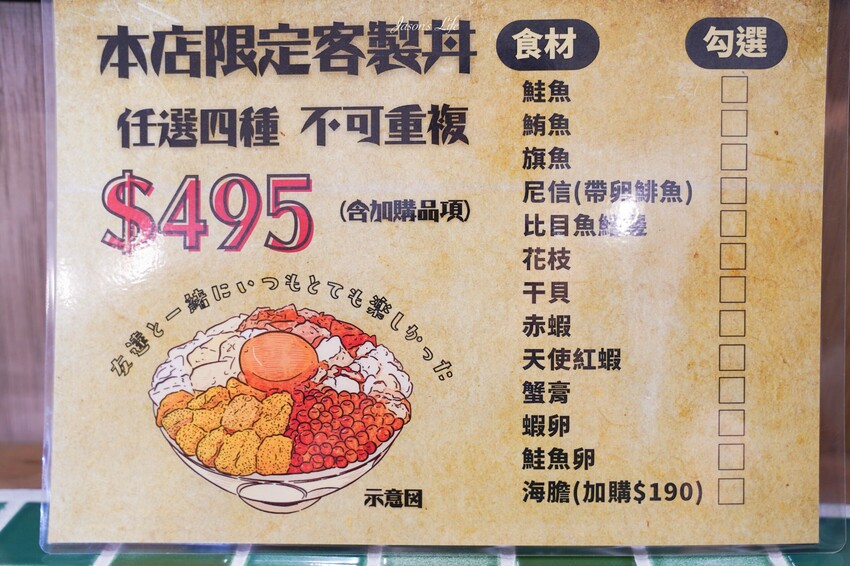 Jason's Life
本店限定客製丼
任選四種 不可重複
$495
(含加購品項)
友達と一緒にいつもとても楽しかった
示意図
食材 勾選
鮭魚
鮪魚
旗魚
尼信(帶卵鯡魚)
比目魚鰭邊
花枝
干貝
赤蝦
天使紅蝦
蟹膏
蝦卵
鮭魚卵
海膽(加購$190)